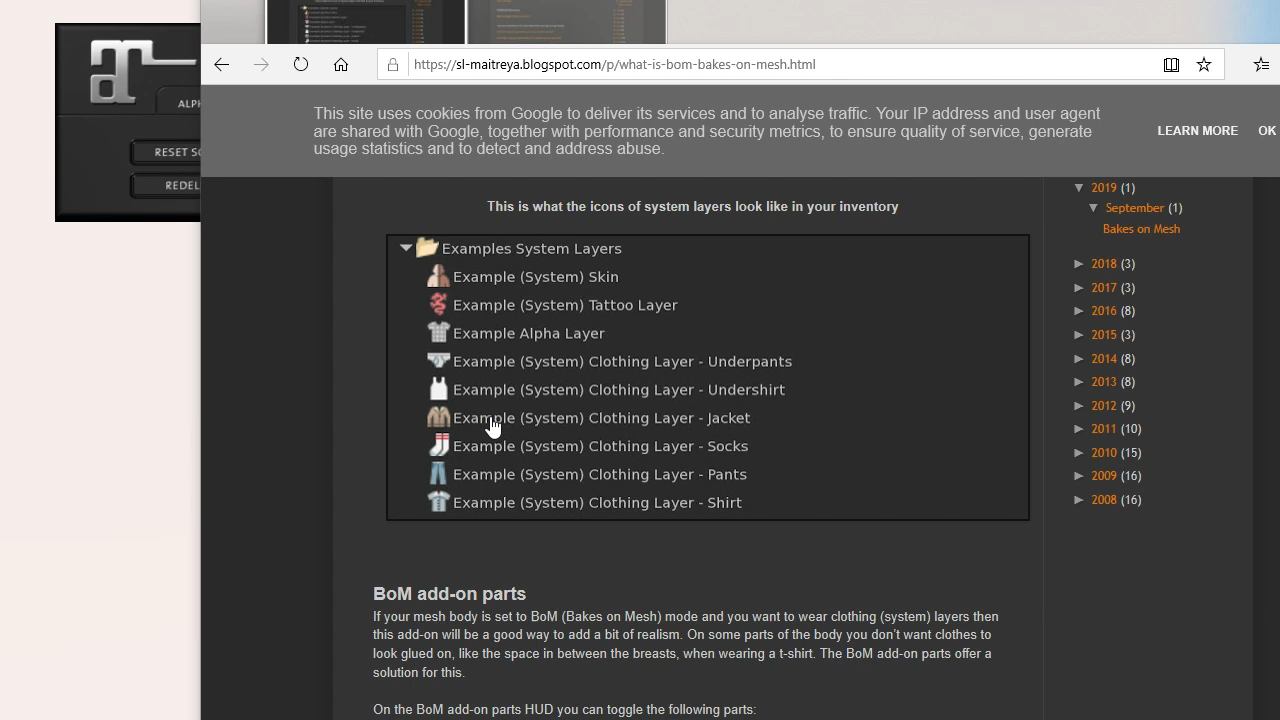 https://sl-maitreya.blogspot.com/p/what-is-bom-bakes-on-mesh.html
ALPH
RESET SC
REDEL
This site uses cookies from Google to deliver its services and to analyse traffic. Your IP address and user agent
are shared with Google, together with performance and security metrics, to ensure quality of service, generate
usage statistics and to detect and address abuse.
LEARN MORE OK
This is what the icons of system layers look like in your inventory
Examples System Layers
Example (System) Skin
Example (System) Tattoo Layer
Example Alpha Layer
Example (System) Clothing Layer - Underpants
Example (System) Clothing Layer - Undershirt
Example (System) Clothing Layer - Jacket
Example (System) Clothing Layer - Socks
Example (System) Clothing Layer - Pants
Example (System) Clothing Layer - Shirt
BoM add-on parts
If your mesh body is set to BoM (Bakes on Mesh) mode and you want to wear clothing (system) layers then
this add-on will be a good way to add a bit of realism. On some parts of the body you don't want clothes to
look glued on, like the space in between the breasts, when wearing a t-shirt. The BoM add-on parts offer a
solution for this.
On the BoM add-on parts HUD you can toggle the following parts:
2019 (1)
September (1)
Bakes on Mesh
2018 (3)
2017 (3)
2016 (8)
2015 (3)
2014 (8)
2013 (8)
2012 (9)
2011 (10)
2010 (15)
2009 (16)
2008 (16)